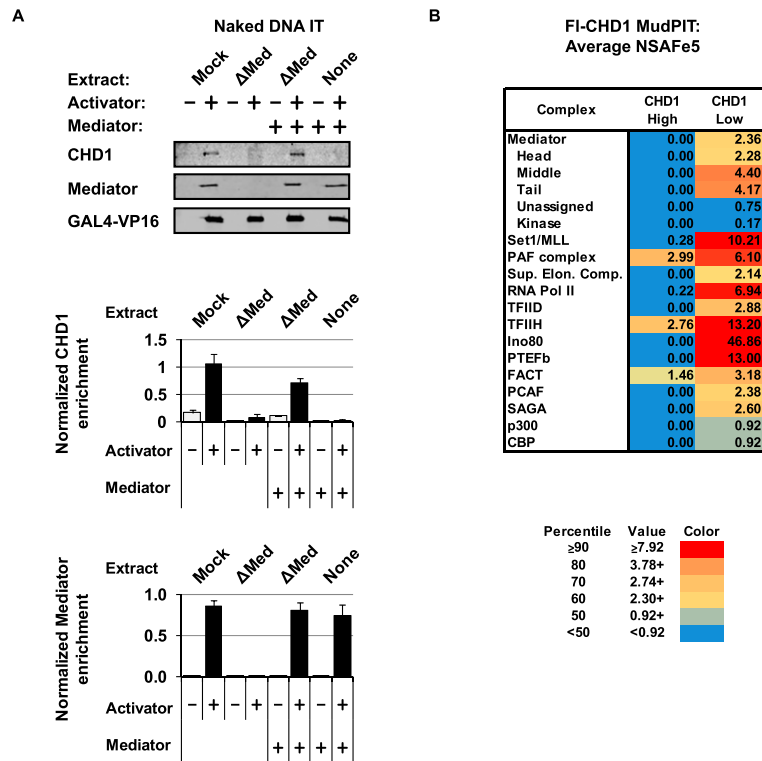 A
Naked DNA IT
Extract: Mock ΔMed ΔMed None
Activator: − + − − + +
Mediator: + + + +
CHD1
Mediator
GAL4-VP16
Extract Mock ΔMed ΔMed None
Normalized CHD1
enrichment
1.5
1
0.5
0
Activator − + − + − + − +
Mediator + + + +
Extract Mock ΔMed ΔMed None
Normalized Mediator
enrichment
1.0
0.5
0.0
Activator − + − + − + − +
Mediator + + + +
B
FI-CHD1 MudPIT:
Average NSAFe5
Complex CHD1 High CHD1 Low
Mediator 0.00 2.36
Head 0.00 2.28
Middle 0.00 4.40
Tail 0.00 4.17
Unassigned 0.00 0.75
Kinase 0.00 0.17
Set1/MLL 0.28 10.21
PAF complex 2.99 6.10
Sup. Elon. Comp. 0.00 2.14
RNA Pol II 0.22 6.94
TFIID 0.00 2.88
TFIIH 2.76 13.20
Ino80 0.00 46.86
PTEFb 0.00 13.00
FACT 1.46 3.18
PCAF 0.00 2.38
SAGA 0.00 2.60
p300 0.00 0.92
CBP 0.00 0.92
Percentile Value Color
≥90 ≥7.92
80 3.78+
70 2.74+
60 2.30+
50 0.92+
<50 <0.92